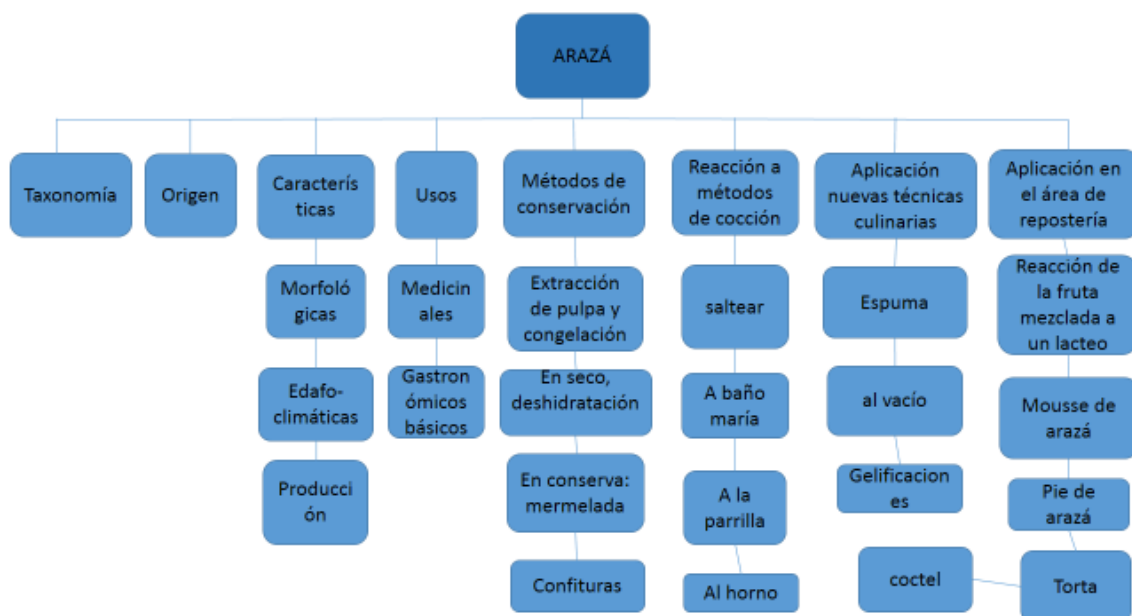 ARAZÁ
Taxonomía
Origen
Caracterís
ticas
Morfoló
gicas
Edafo-
climáticas
Producci
ón
Usos
Medicin
ales
Gastron
ómicos
básicos
Métodos de
conservación
Extracción
de pulpa y
congelación
En seco,
deshidratación
En conserva:
mermelada
Confituras
Reacción a
métodos
de cocción
saltear
A baño
maría
A la
parrilla
Al horno
Aplicación
nuevas técnicas
culinarias
Espuma
al vacío
Gelificacion
es
Aplicación en
el área de
repostería
Reacción de
la fruta
mezclada a
un lacteo
Mousse de
arazá
Pie de
arazá
Torta
coctel